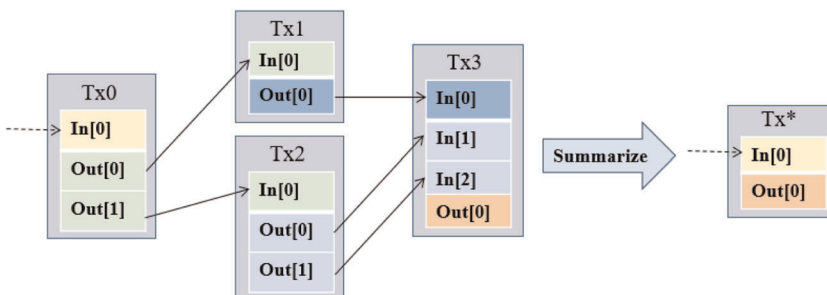 Tx0
In[0]
Out[0]
Out[1]
Tx1
In[0]
Out[0]
Tx2
In[0]
Out[0]
Out[1]
Tx3
In[0]
In[1]
In[2]
Out[0]
Summarize
Tx*
In[0]
Out[0]